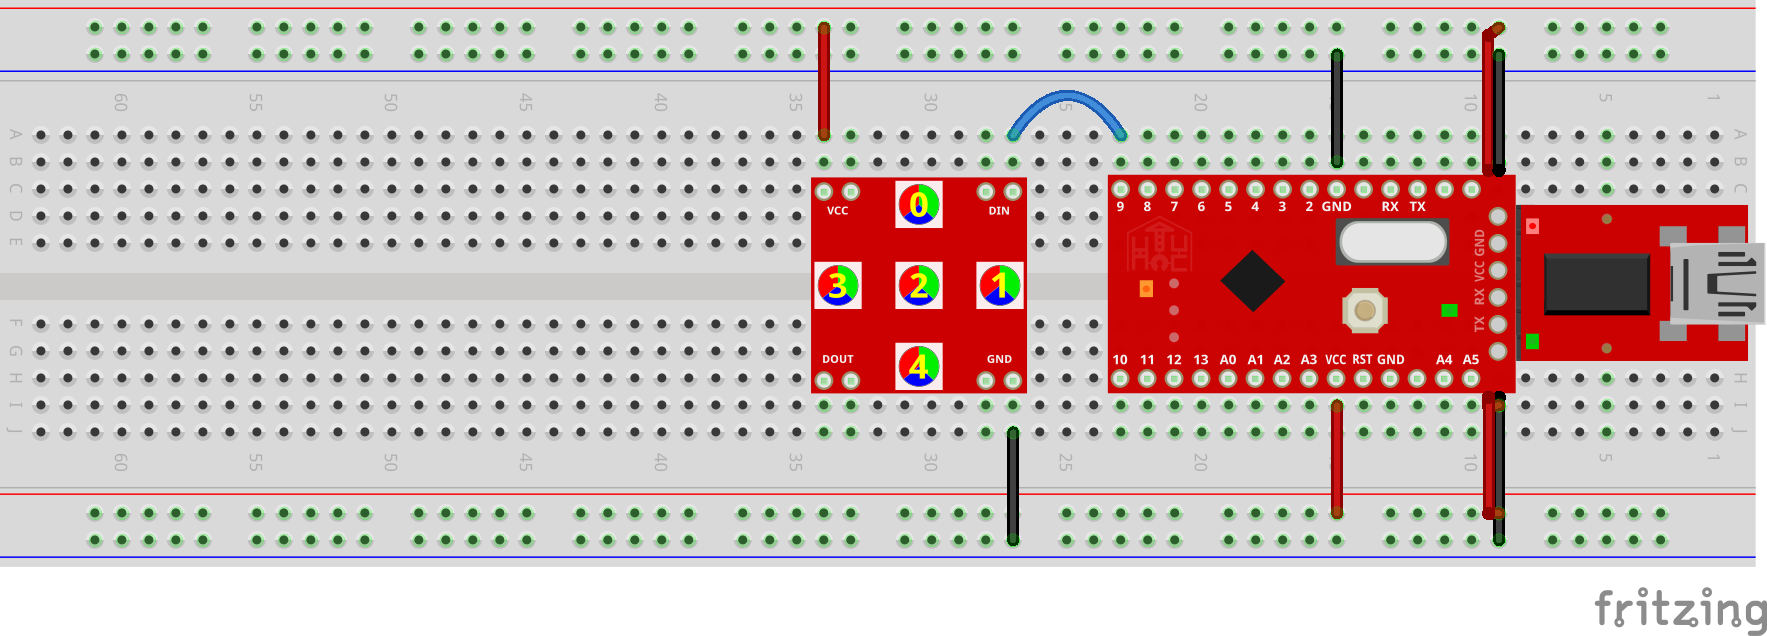 60 55 50 45 40 35 30 25 20 10 5 1
A A
B B
C C
D D
E E
VCC 0 DIN
9 8 7 6 5 4 3 2 GND RX TX
3 2 1
TX RX VCC GND
F F
G G
DOUT 4 GND
10 11 12 13 A0 A1 A2 A3 VCC RST GND A4 A5
H H
I I
J J
60 55 50 45 40 35 30 25 20 10 5 1
fritzing